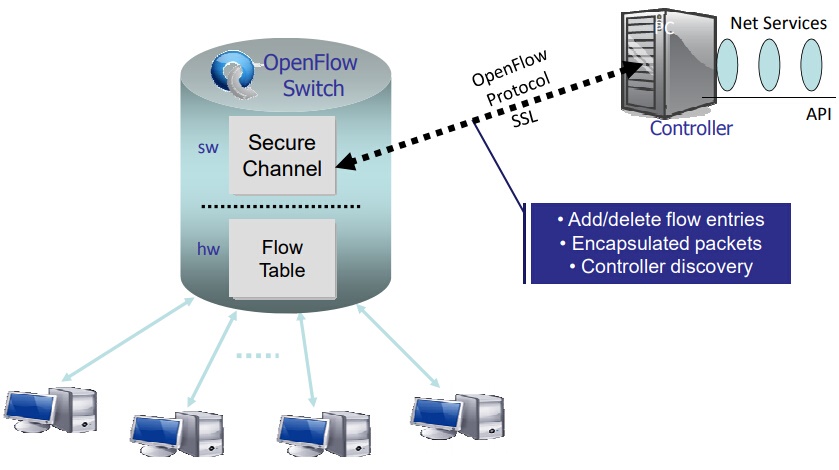 OpenFlow
Switch
sw
Secure
Channel
hw
Flow
Table
OpenFlow
Protocol
SSL
PC
Net Services
Controller
API
• Add/delete flow entries
• Encapsulated packets
• Controller discovery